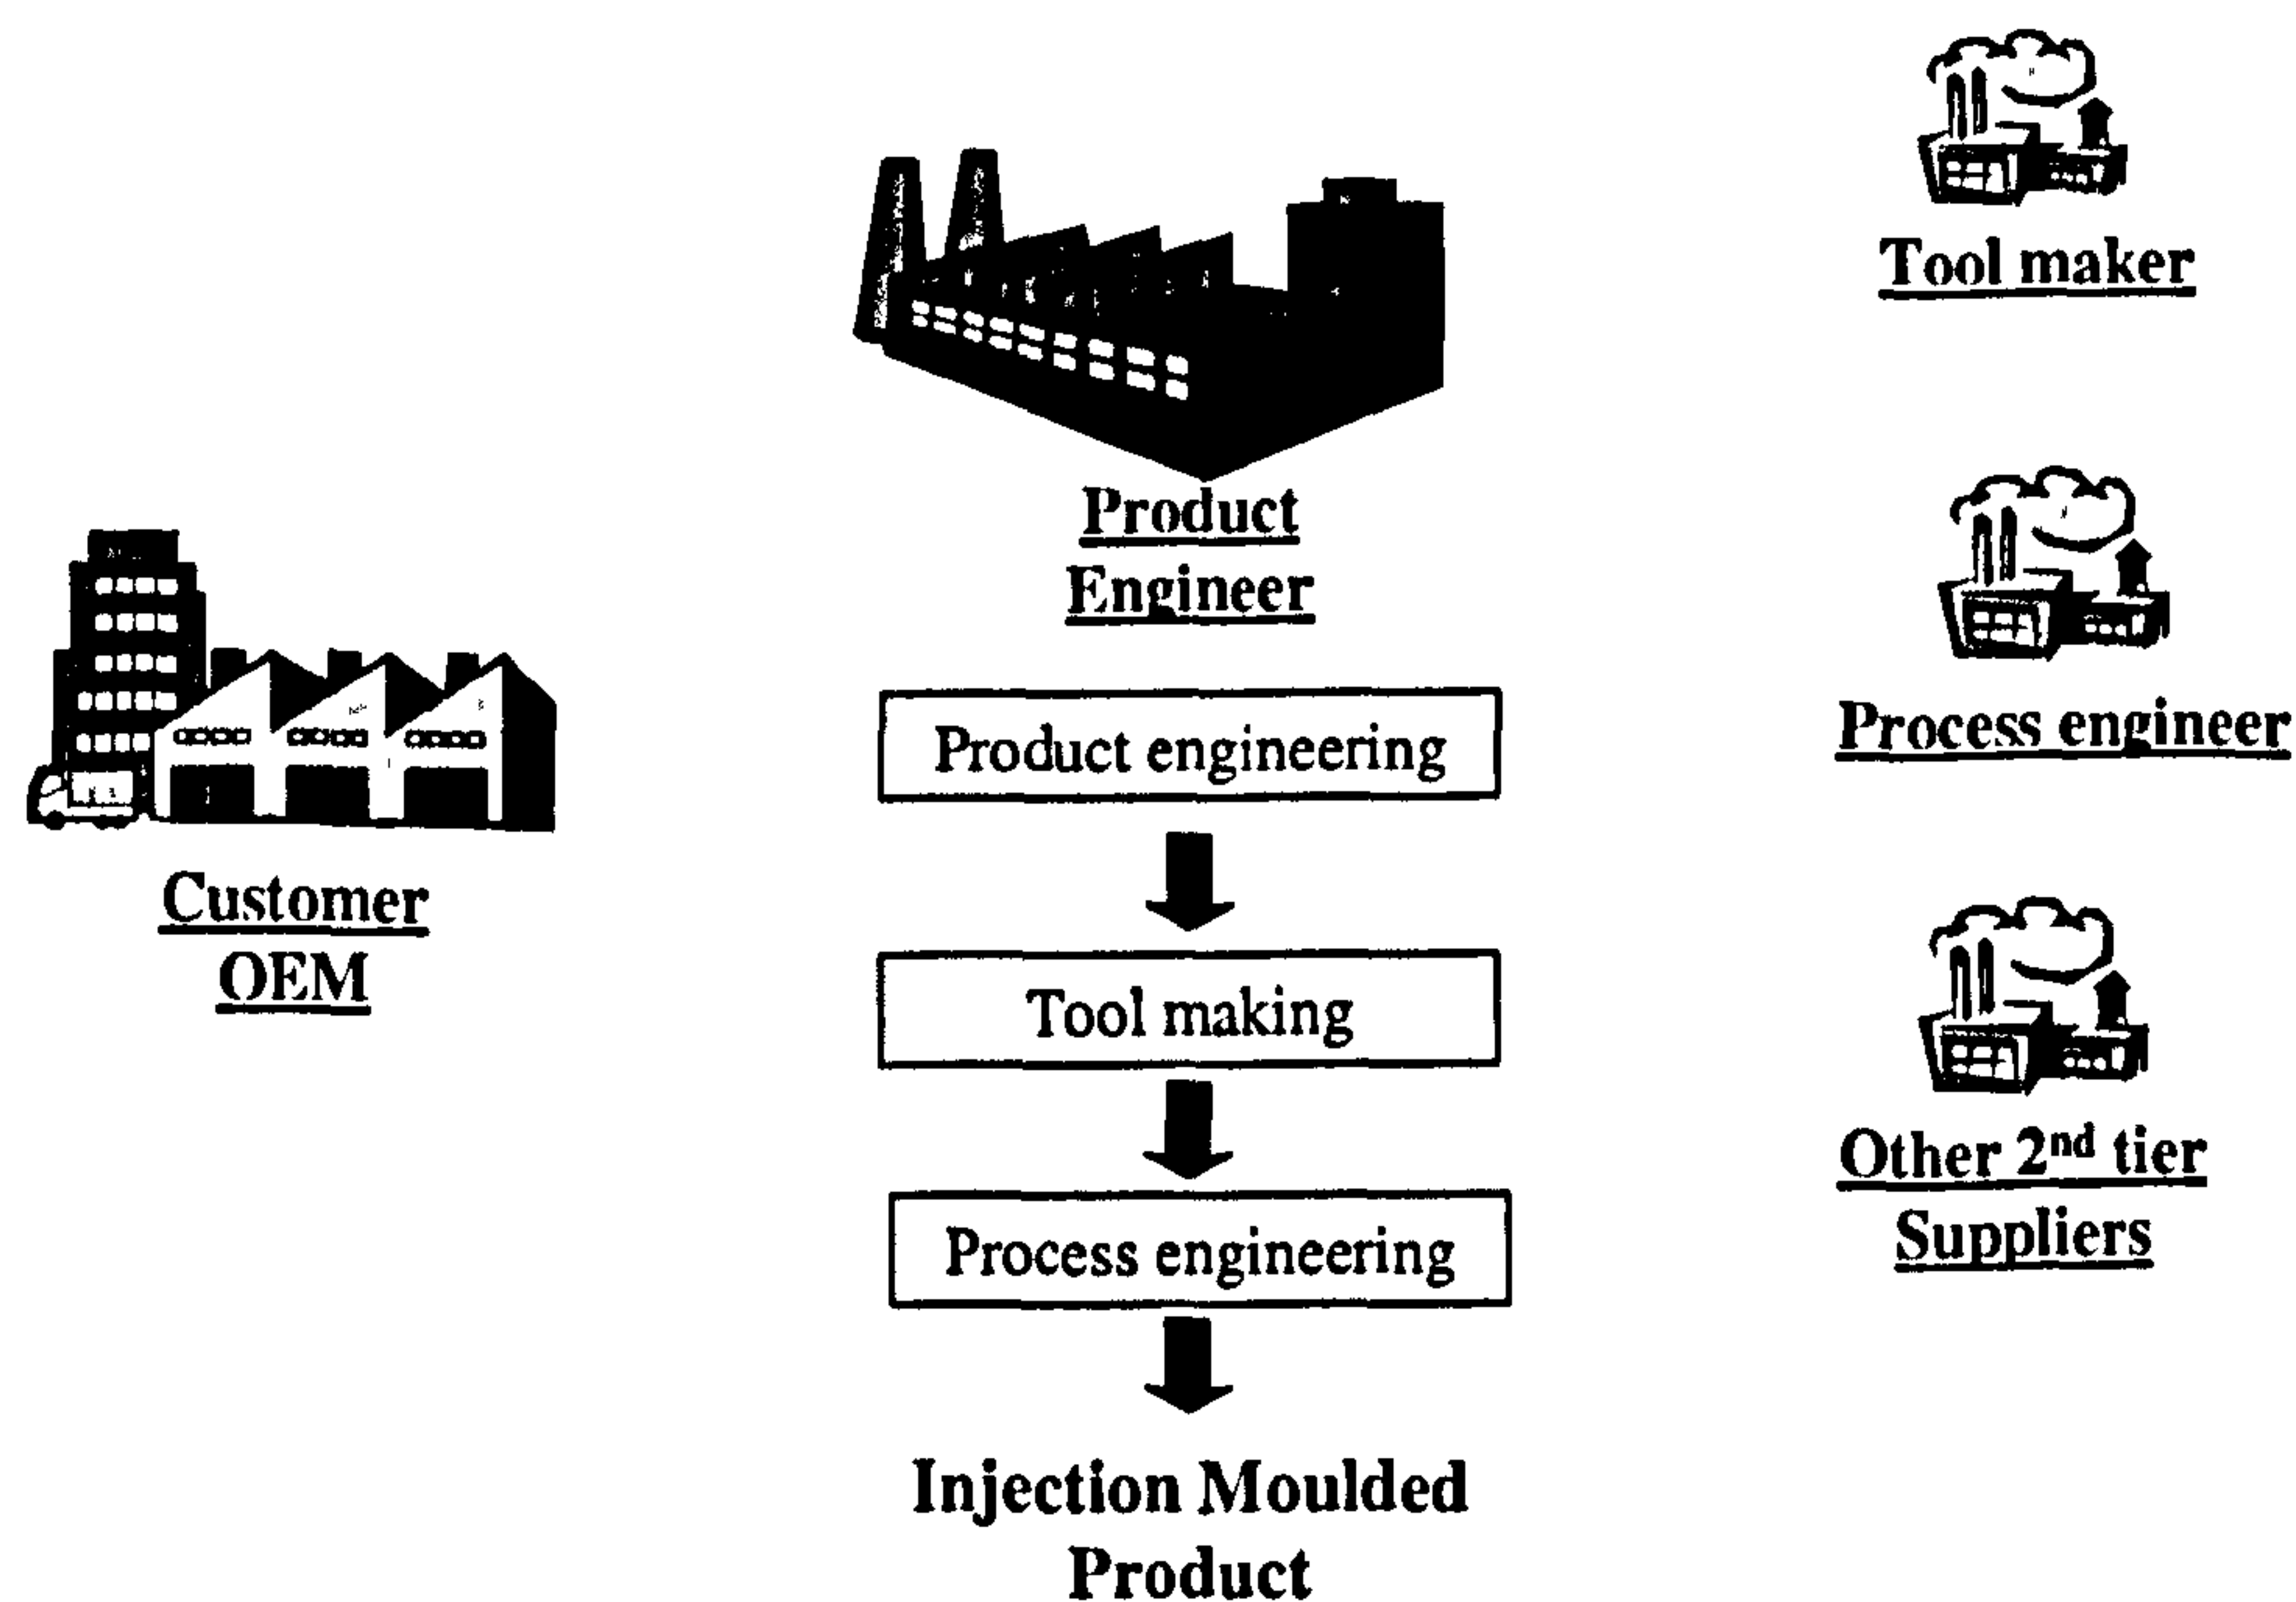 Tool maker
Product
Engineer
Process engineer
Product engineering
Customer
OEM
Tool making
Other 2nd tier
Suppliers
Process engineering
Injection Moulded
Product